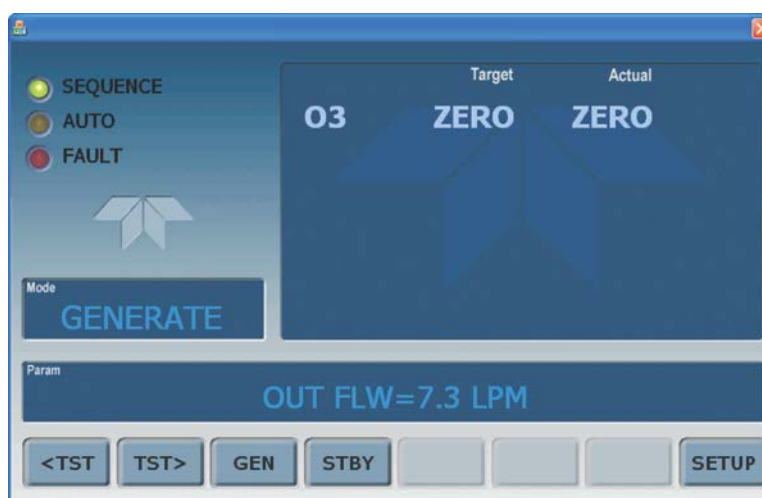 SEQUENCE
AUTO
FAULT
Target Actual
O3 ZERO ZERO
Mode
GENERATE
Param
OUT FLW=7.3 LPM
<TST TST> GEN STBY SETUP